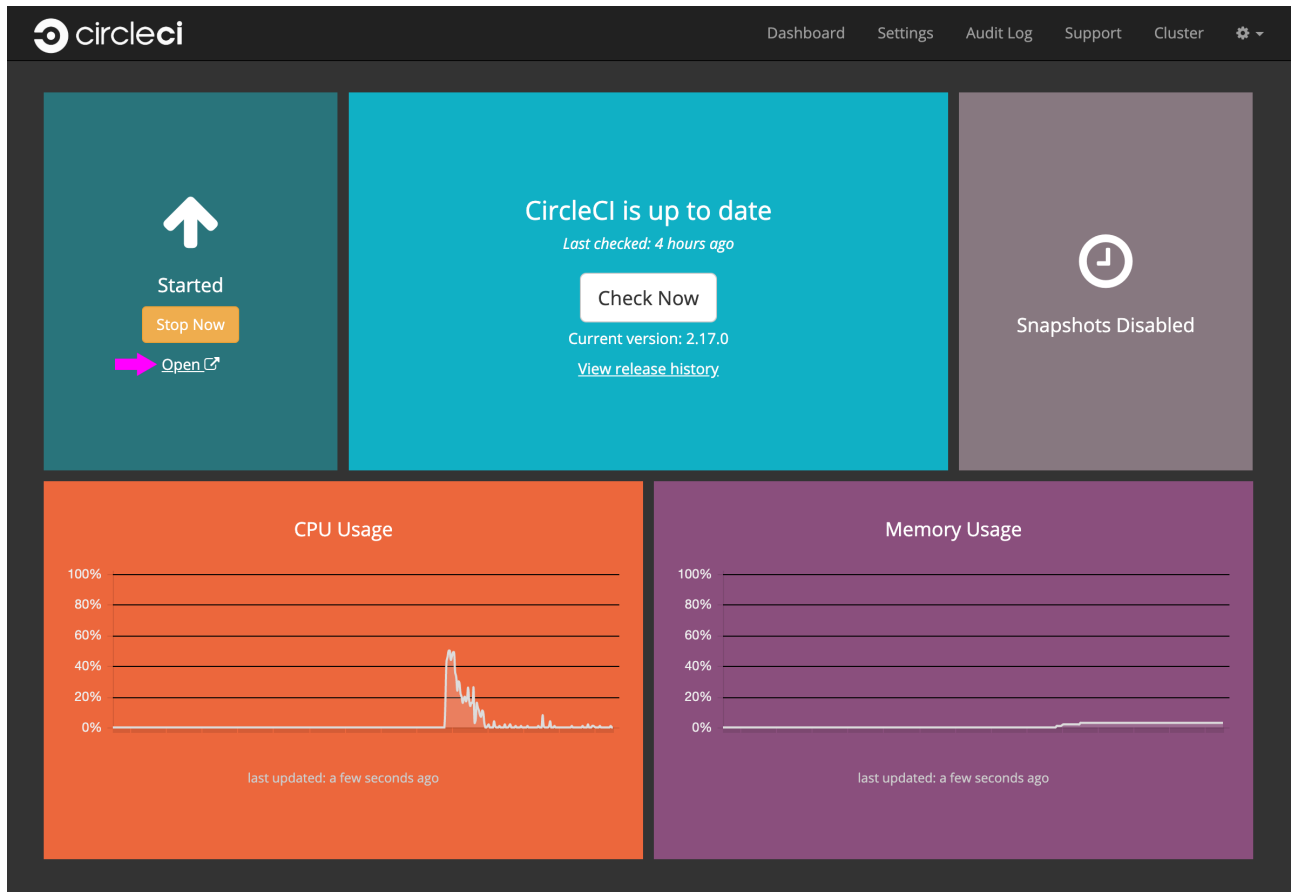 circleci
Dashboard Settings Audit Log Support Cluster
Started
Stop Now
Open
CircleCI is up to date
Last checked: 4 hours ago
Check Now
Current version: 2.17.0
View release history
Snapshots Disabled
CPU Usage
100%
80%
60%
40%
20%
0%
last updated: a few seconds ago
Memory Usage
100%
80%
60%
40%
20%
0%
last updated: a few seconds ago